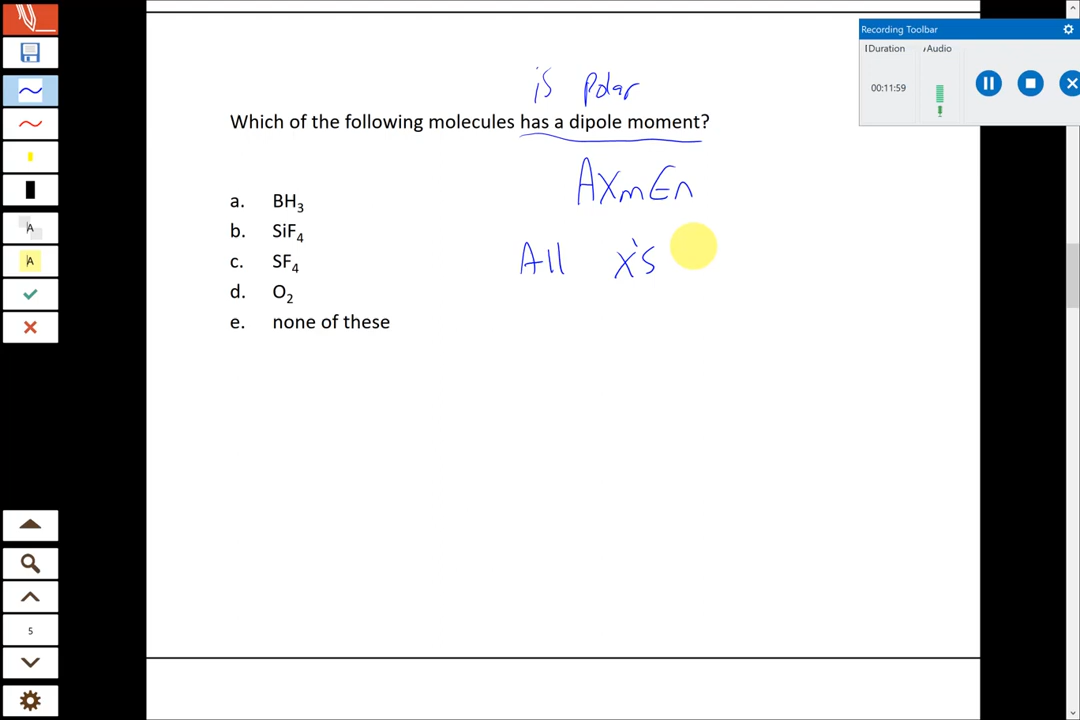 Recording Toolbar
Duration
Audio
00:11:59
is polar
Which of the following molecules has a dipole moment?
AXmEn
a. BH₃
b. SiF₄
All X's
c. SF₄
d. O₂
e. none of these
A
A
5